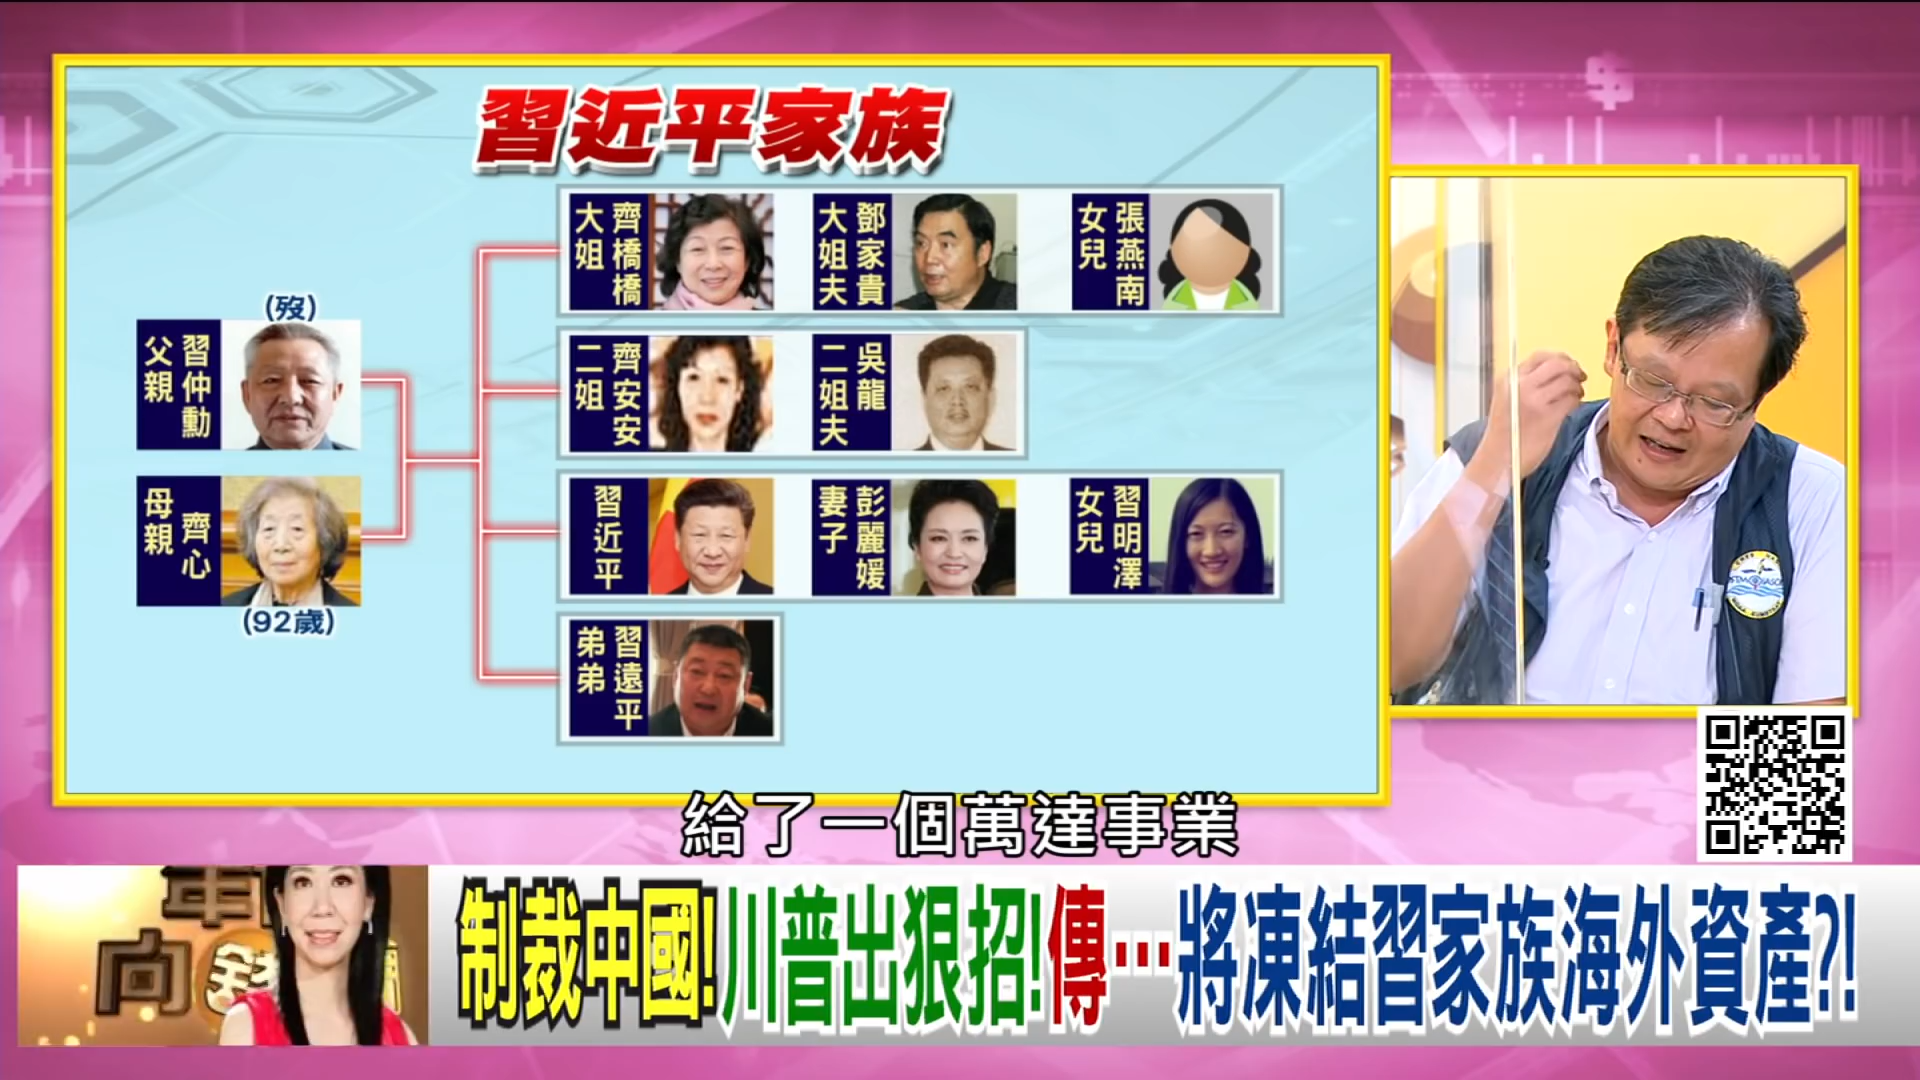 習近平家族
(歿)
父親 習仲勳
母親 齊心
(92歲)
大姐 齊橋橋
大姐夫 鄧家貴
女兒 張燕南
二姐 齊安安
二姐夫 吳龍
習近平
妻子 彭麗媛
女兒 習明澤
弟弟 習遠平
給了一個萬達事業
向錢
制裁中國!川普出狠招!傳…將凍結習家族海外資產?!